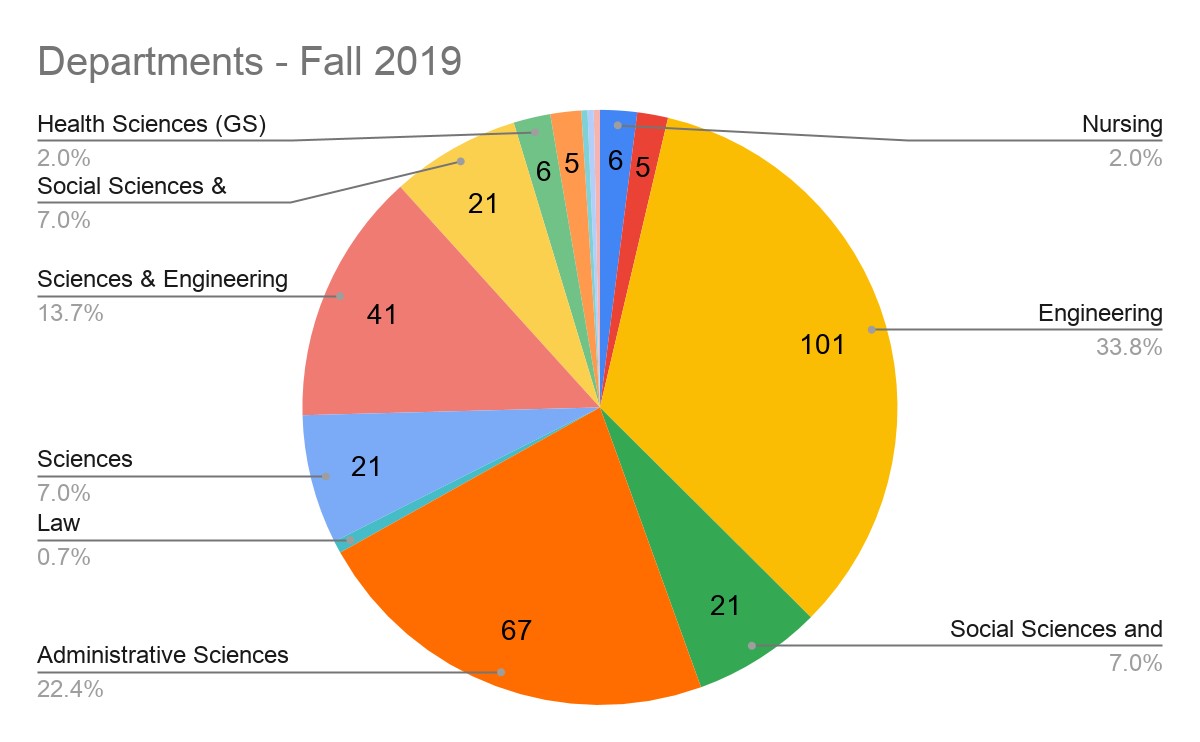 Departments - Fall 2019
Health Sciences (GS)
2.0%
Social Sciences &
7.0%
Sciences & Engineering
13.7%
Sciences
7.0%
Law
0.7%
Administrative Sciences
22.4%
Nursing
2.0%
Engineering
33.8%
Social Sciences and
7.0%
6
5
101
21
67
21
41
21
6
5